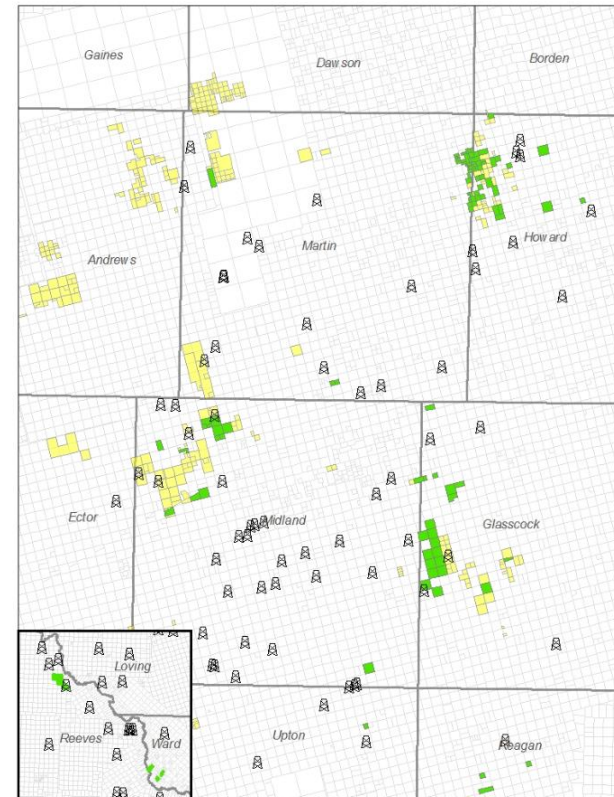 Gaines
Dawson
Borden
Andrews
Martin
Howard
Ector
Midland
Glasscock
Loving
Reeves
Ward
Upton
Reagan